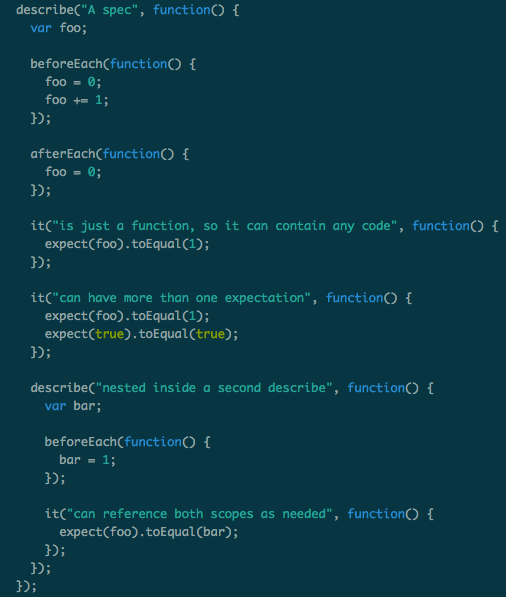 describe("A spec", function() {
  var foo;

  beforeEach(function() {
    foo = 0;
    foo += 1;
  });

  afterEach(function() {
    foo = 0;
  });

  it("is just a function, so it can contain any code", function() {
    expect(foo).toEqual(1);
  });

  it("can have more than one expectation", function() {
    expect(foo).toEqual(1);
    expect(true).toEqual(true);
  });

  describe("nested inside a second describe", function() {
    var bar;

    beforeEach(function() {
      bar = 1;
    });

    it("can reference both scopes as needed", function() {
      expect(foo).toEqual(bar);
    });
  });
});